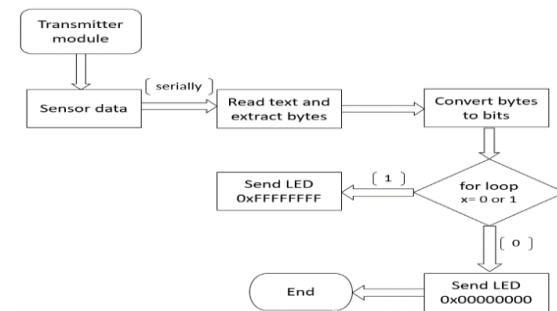 Transmitter
module
Sensor data
[ serially ]
Read text and
extract bytes
Convert bytes
to bits
for loop
x= 0 or 1
[ 1 ]
Send LED
0xFFFFFFFF
[ 0 ]
Send LED
0x00000000
End